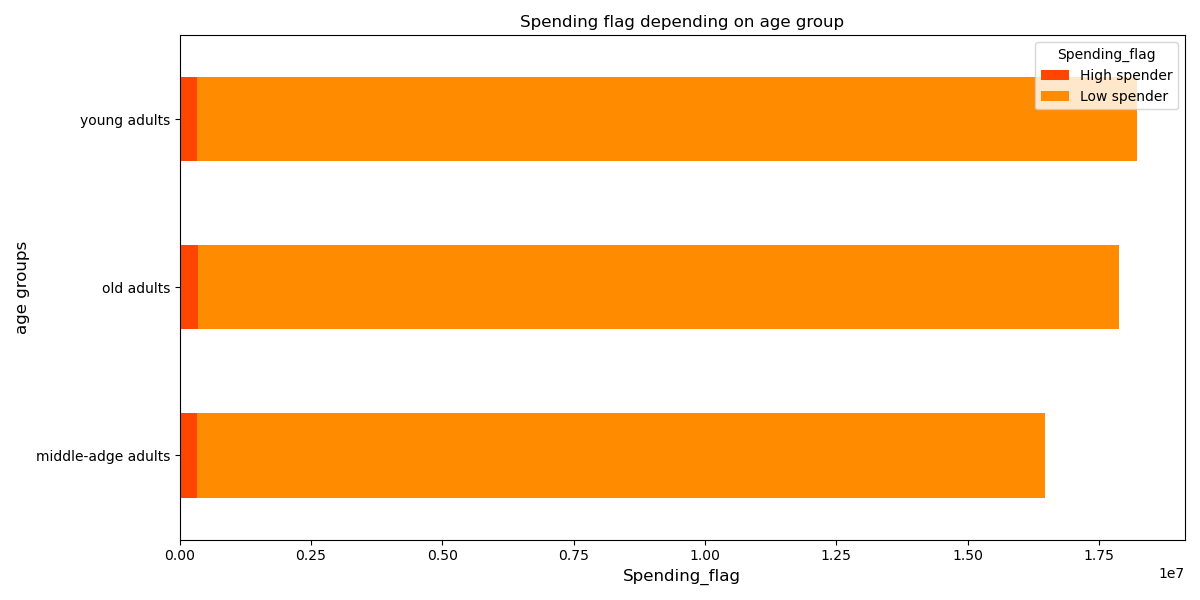 Spending flag depending on age group
Spending_flag
High spender
Low spender
young adults
old adults
middle-adge adults
age groups
0.00 0.25 0.50 0.75 1.00 1.25 1.50 1.75
1e7
Spending_flag